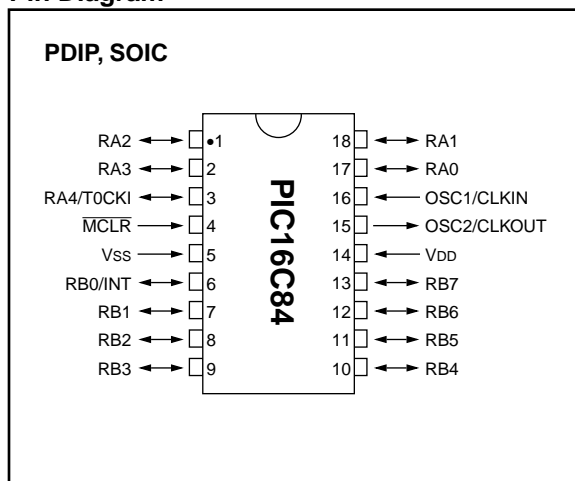 PDIP, SOIC
RA2 •1 18 RA1
RA3 2 17 RA0
RA4/T0CKI 3 16 OSC1/CLKIN
MCLR 4 15 OSC2/CLKOUT
VSS 5 14 VDD
RB0/INT 6 13 RB7
RB1 7 12 RB6
RB2 8 11 RB5
RB3 9 10 RB4
PIC16C84